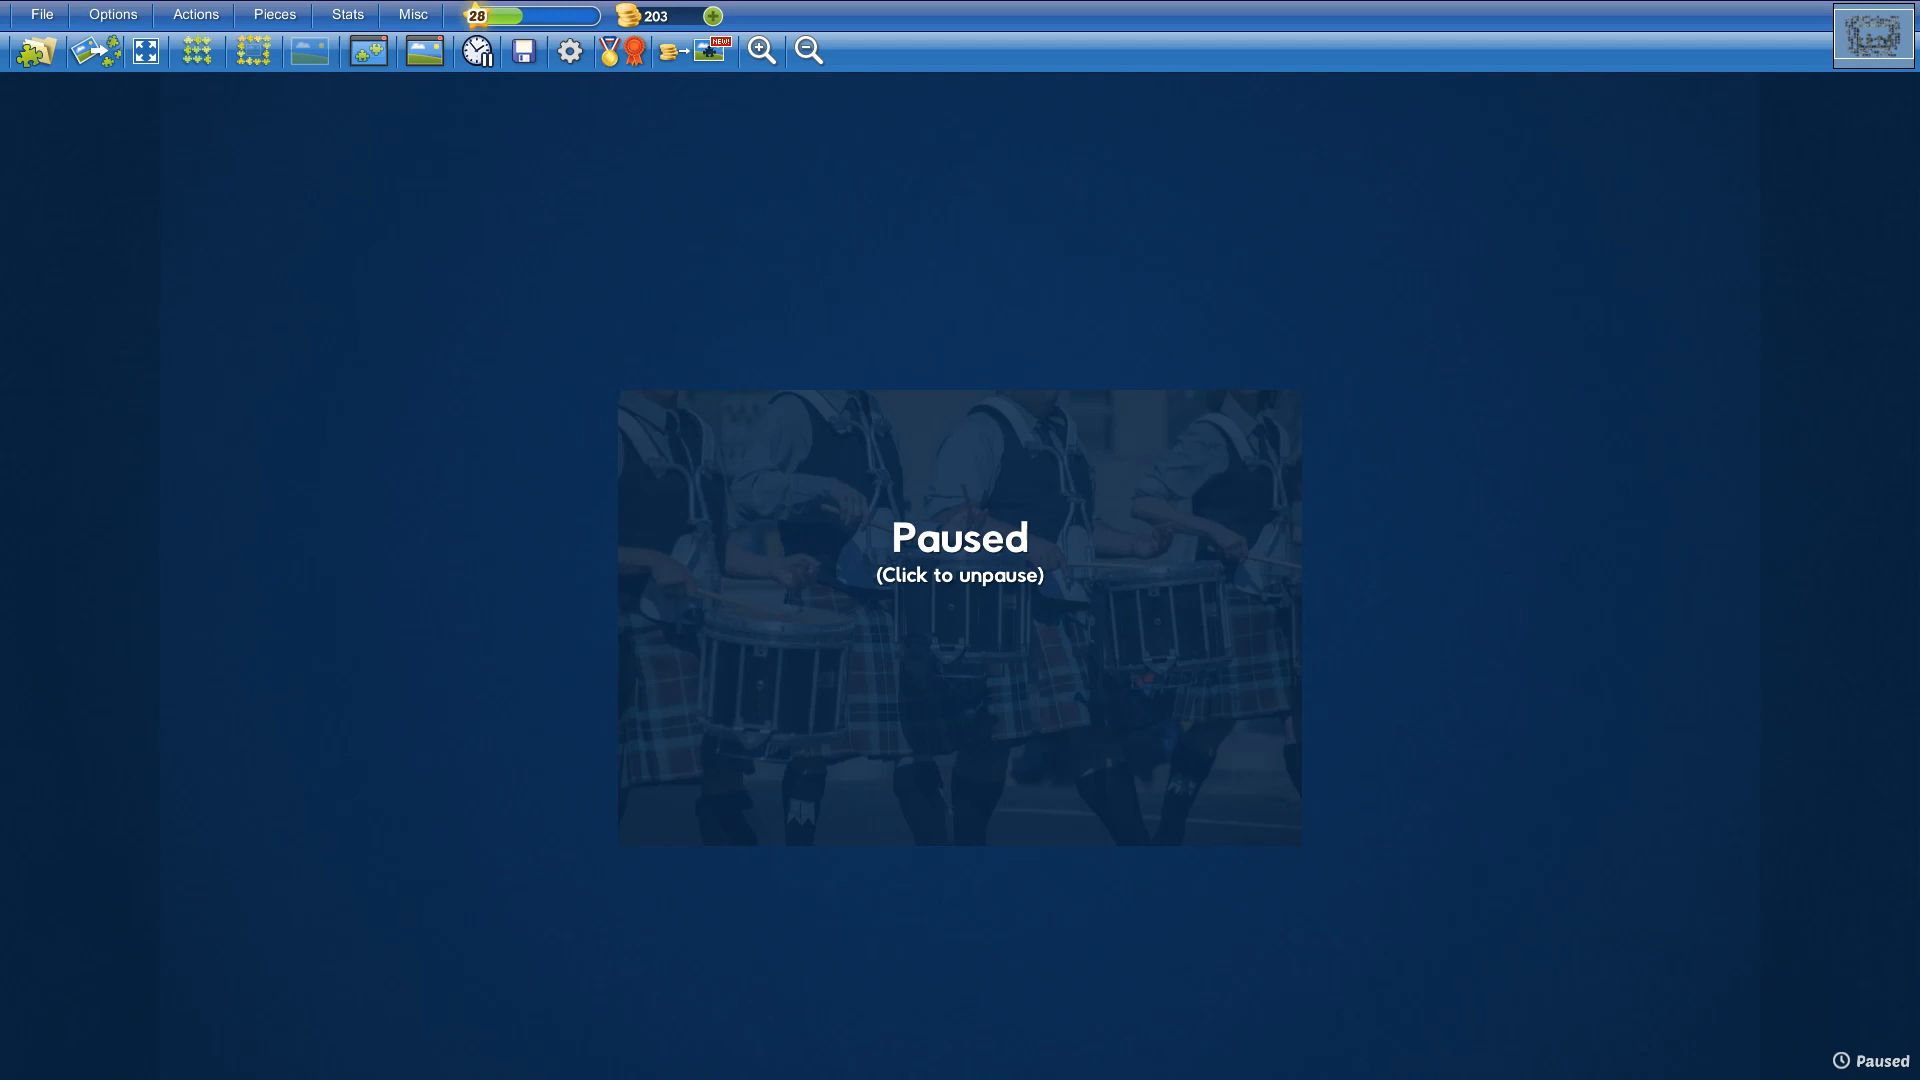 File Options Actions Pieces Stats Misc 28 203
NEW!
Paused
(Click to unpause)
Paused